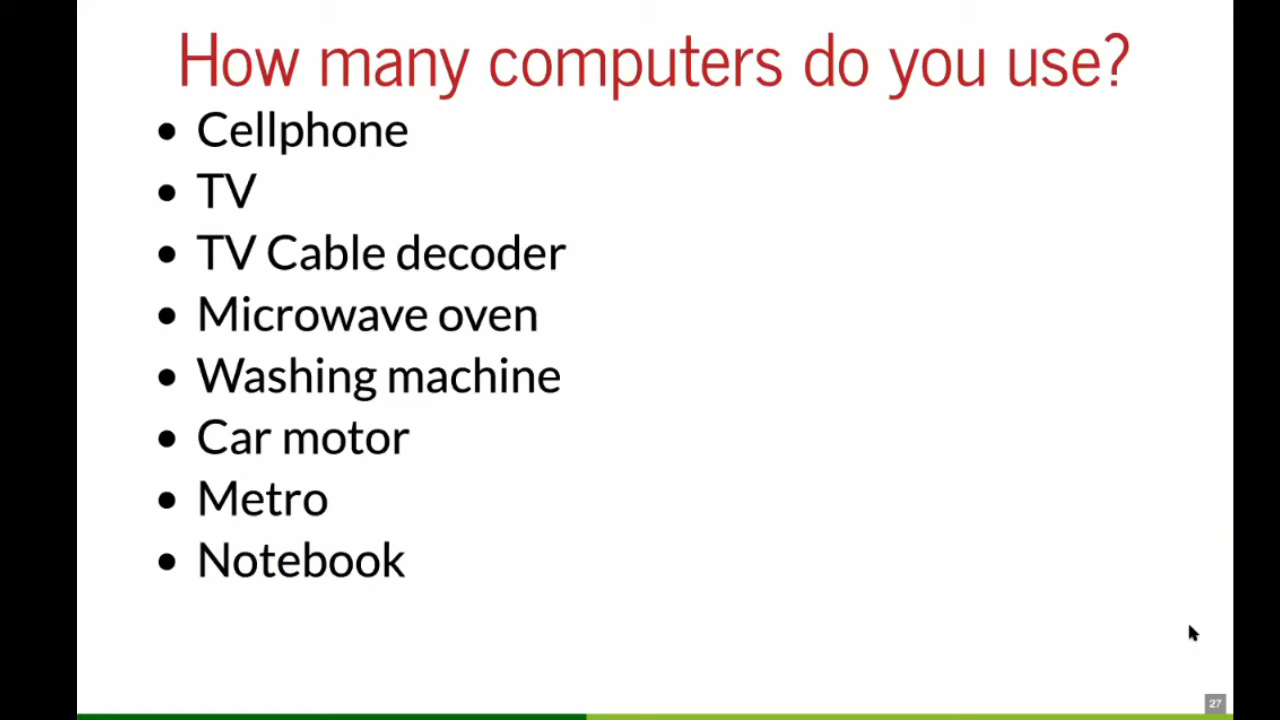 How many computers do you use?
• Cellphone
• TV
• TV Cable decoder
• Microwave oven
• Washing machine
• Car motor
• Metro
• Notebook
27